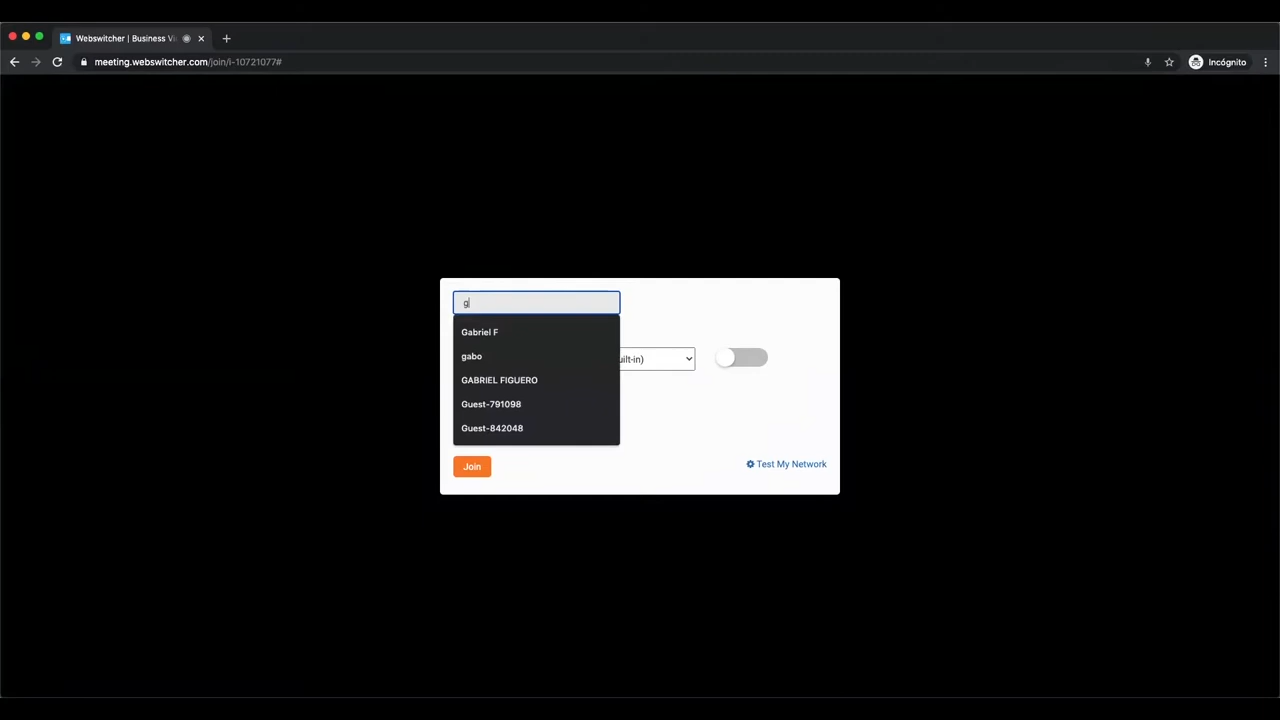 Webswitcher | Business Vi
meeting.webswitcher.com/join/i-10721077#
Incógnito
g
Gabriel F
gabo
GABRIEL FIGUERO
Guest-791098
Guest-842048
uilt-in)
Join
Test My Network